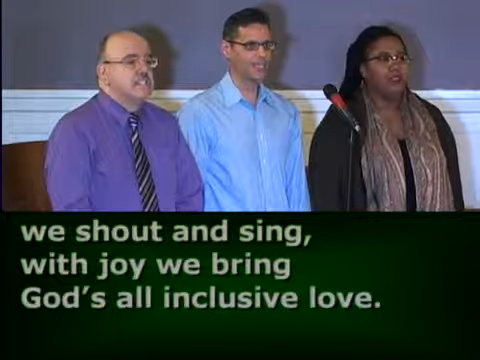 we shout and sing,
with joy we bring
God's all inclusive love.